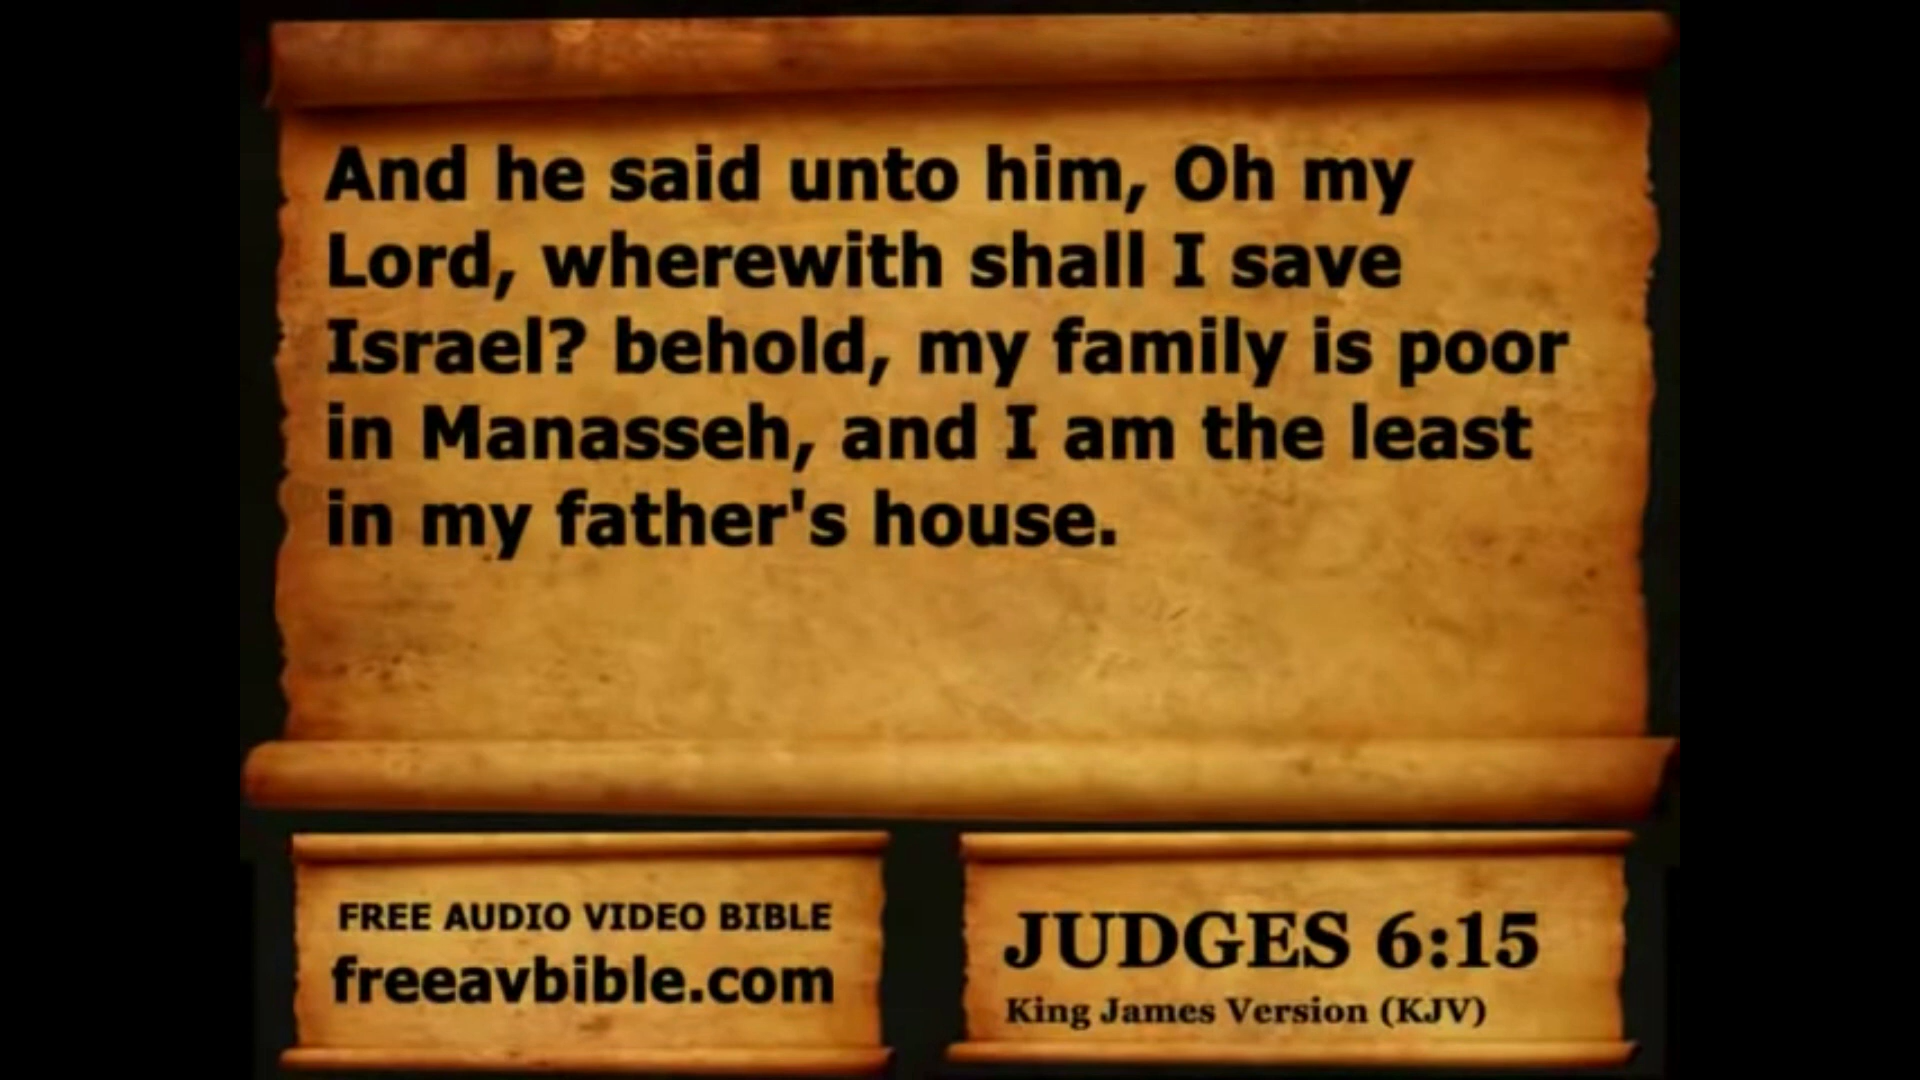 And he said unto him, Oh my
Lord, wherewith shall I save
Israel? behold, my family is poor
in Manasseh, and I am the least
in my father's house.
FREE AUDIO VIDEO BIBLE
freeavbible.com
JUDGES 6:15
King James Version (KJV)